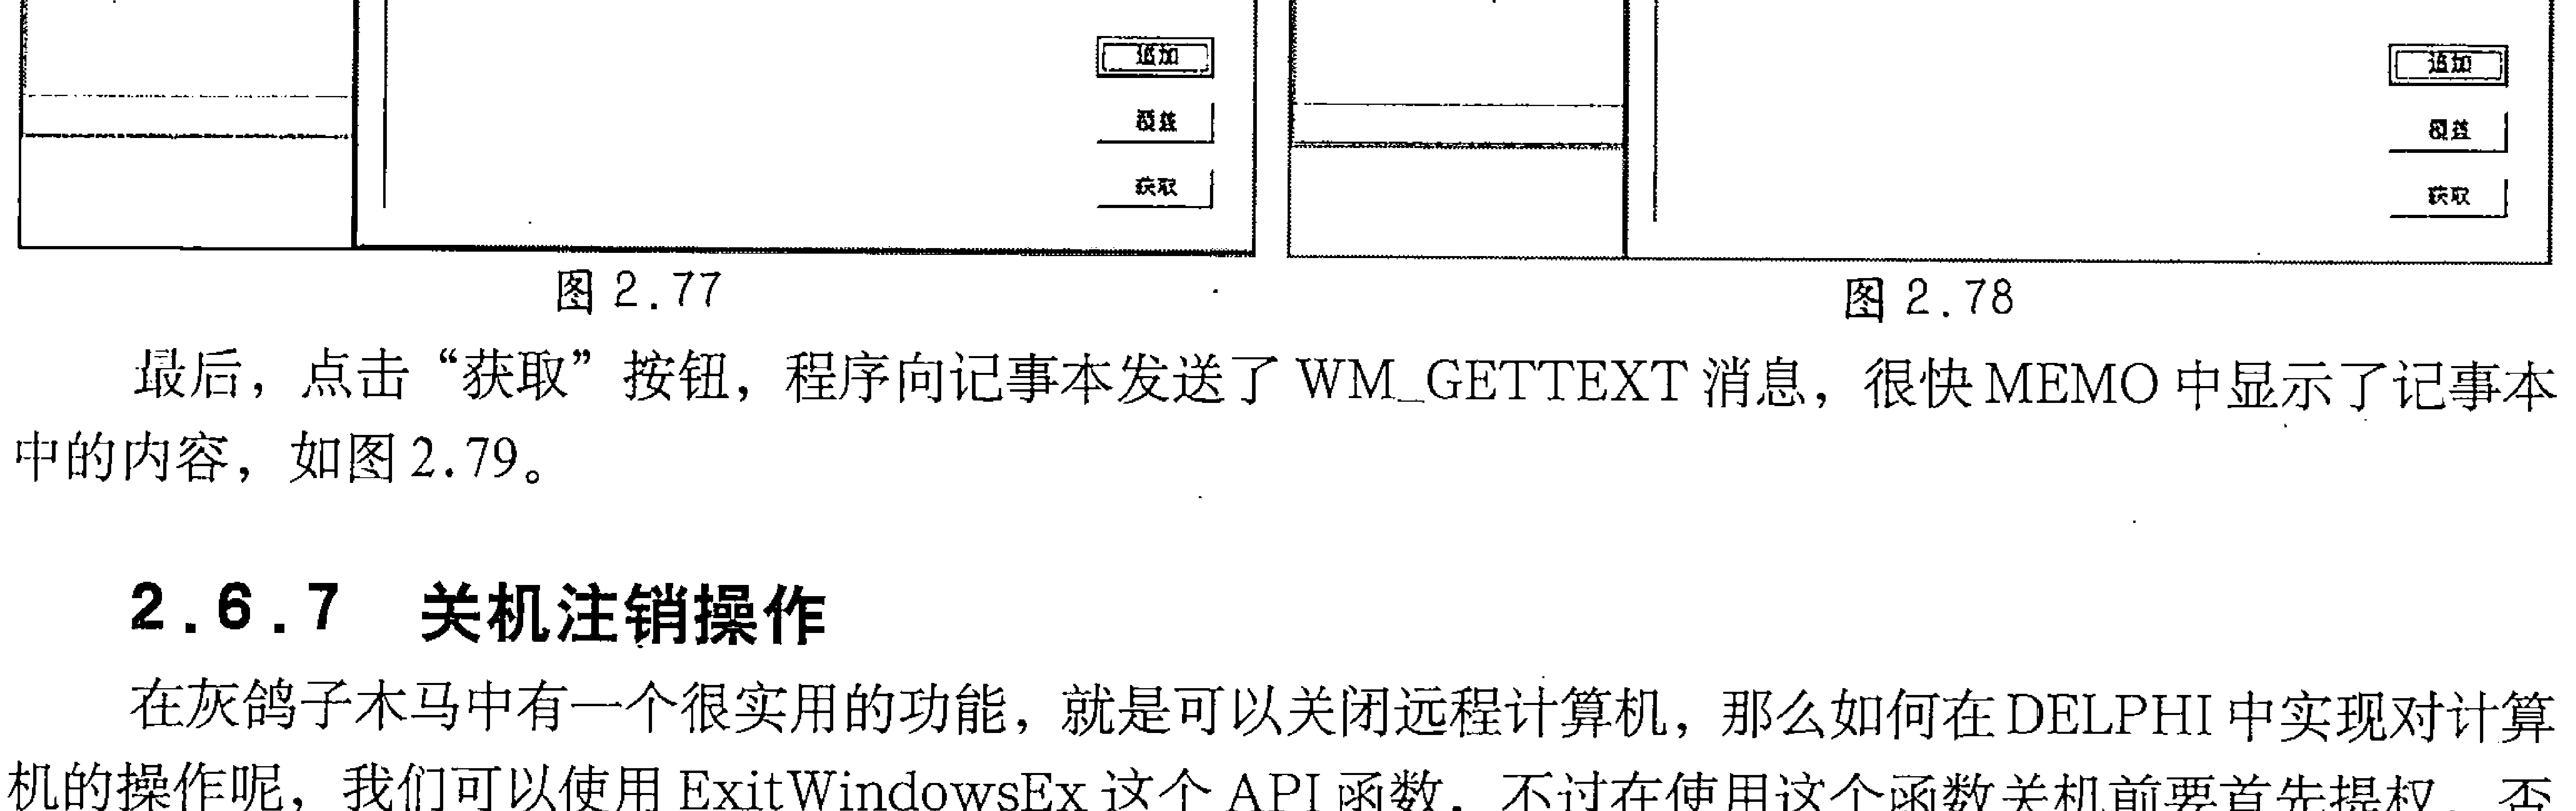 追加
追加
覆盖
覆盖
获取
获取
图 2.77
图 2.78
最后，点击“获取”按钮，程序向记事本发送了 WM_GETTEXT 消息，很快 MEMO 中显示了记事本
中的内容，如图 2.79。
2.6.7 关机注销操作
在灰鸽子木马中有一个很实用的功能，就是可以关闭远程计算机，那么如何在 DELPHI 中实现对计算
机的操作呢，我们可以使用 ExitWindowsEx 这个 API 函数，不过在使用这个函数关机前要首先提权，否